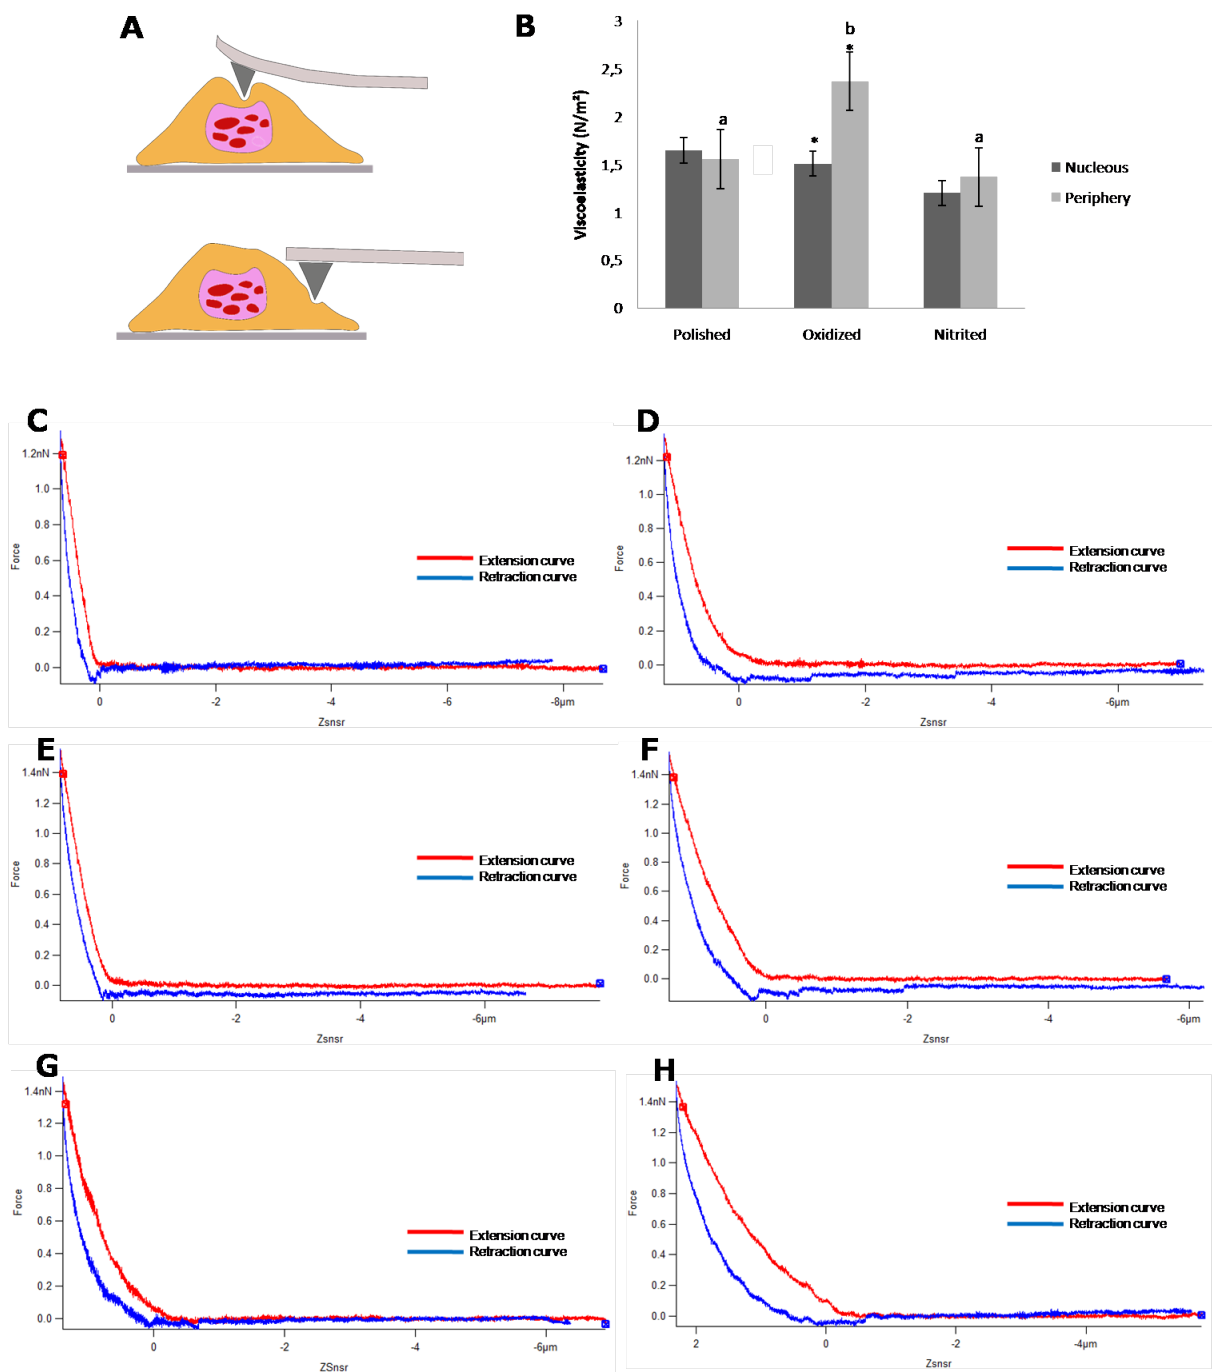 A
B
3
2,5
2
1,5
1
0,5
0
Viscoelasticity (N/m²)
a
*
b
*
a
Nucleous
Periphery
Polished
Oxidized
Nitrited
C
1.2nN
1.0
0.8
0.6
0.4
0.2
0.0
Force
Extension curve
Retraction curve
0
-2
-4
-6
-8µm
Zsnsr
D
1.2nN
1.0
0.8
0.6
0.4
0.2
0.0
Force
Extension curve
Retraction curve
0
-2
-4
-6µm
Zsnsr
E
1.4nN
1.2
1.0
0.8
0.6
0.4
0.2
0.0
Force
Extension curve
Retraction curve
0
-2
-4
-6µm
Zsnsr
F
1.4nN
1.2
1.0
0.8
0.6
0.4
0.2
0.0
Force
Extension curve
Retraction curve
0
-2
-4
-6µm
Zsnsr
G
1.4nN
1.2
1.0
0.8
0.6
0.4
0.2
0.0
Force
Extension curve
Retraction curve
0
-2
-4
-6µm
ZSnsr
H
1.4nN
1.2
1.0
0.8
0.6
0.4
0.2
0.0
Force
Extension curve
Retraction curve
2
0
-2
-4µm
Zsnsr